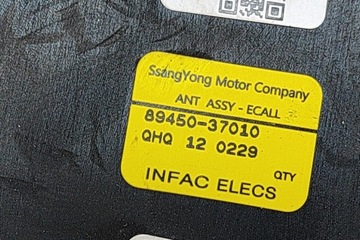 SsangYong Motor Company
ANT ASSY - ECALL
89450-37010
QHQ 12 0229
QTY
INFAC ELECS